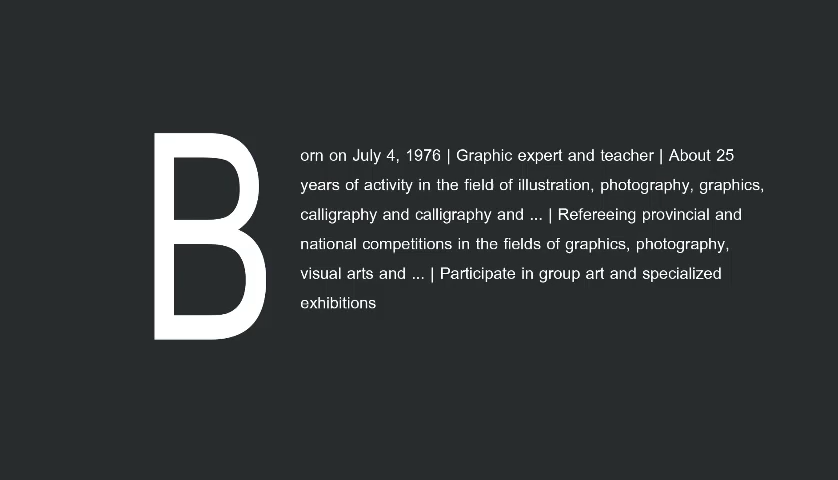 Born on July 4, 1976 | Graphic expert and teacher | About 25
years of activity in the field of illustration, photography, graphics,
calligraphy and calligraphy and ... | Refereeing provincial and
national competitions in the fields of graphics, photography,
visual arts and ... | Participate in group art and specialized
exhibitions